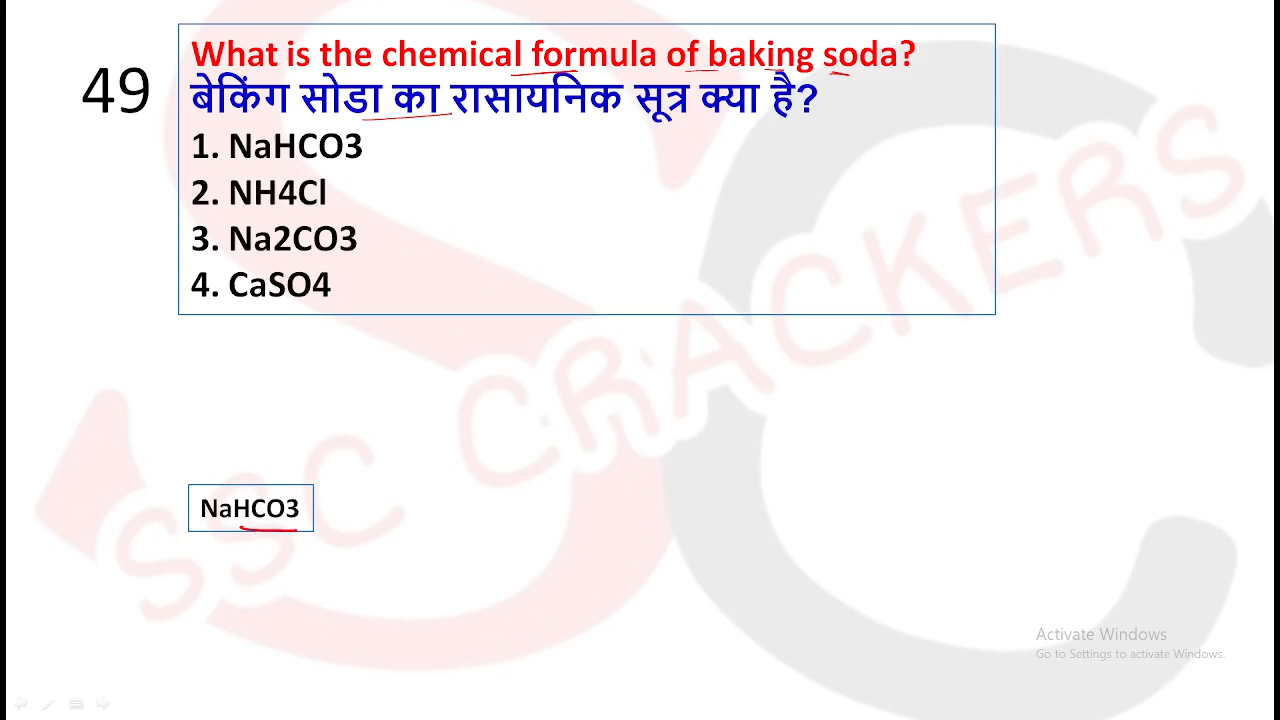 49
What is the chemical formula of baking soda?
बेकिंग सोडा का रासायनिक सूत्र क्या है?
1. NaHCO3
2. NH4Cl
3. Na2CO3
4. CaSO4
SSC CRACKERS
NaHCO3
Activate Windows
Go to Settings to activate Windows.